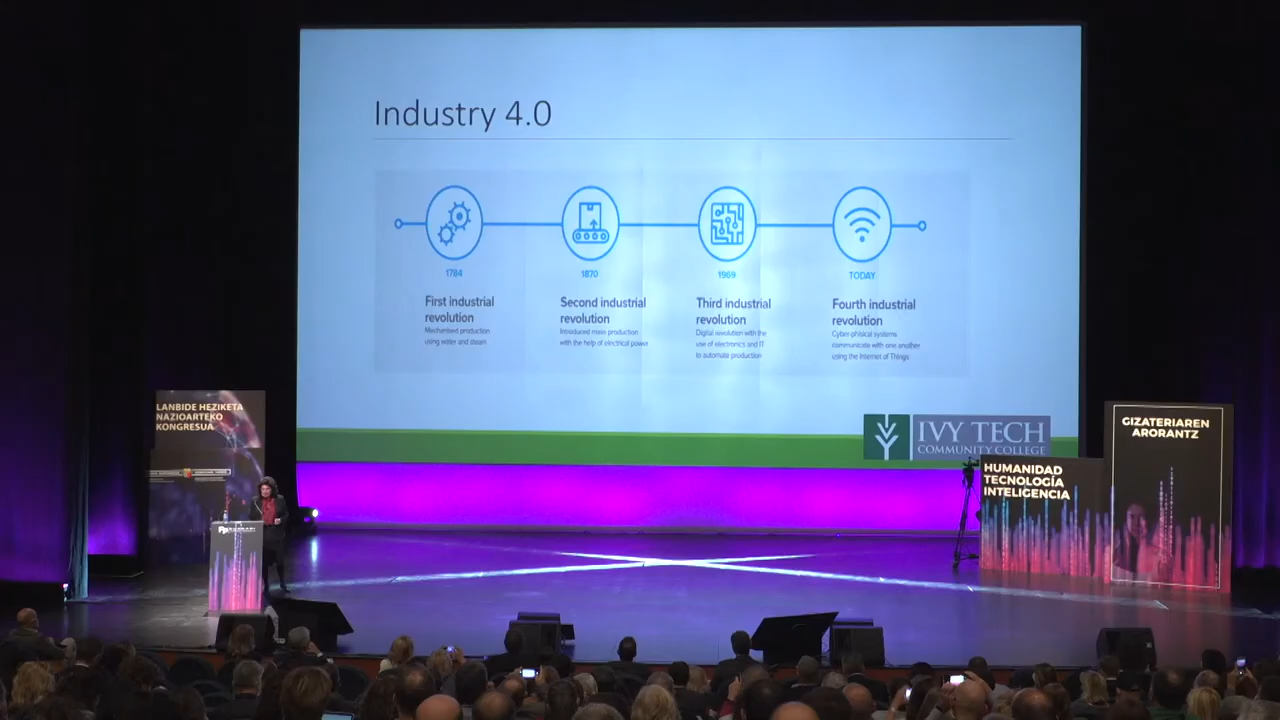 Industry 4.0
1784
First industrial
revolution
Mechanised production
using water and steam
1870
Second industrial
revolution
Introduced mass production
with the help of electrical power
1969
Third industrial
revolution
Digital revolution with the
use of electronics and IT
to automate production
TODAY
Fourth industrial
revolution
Cyber-phisical systems
communicate with one another
using the Internet of Things
IVY TECH
COMMUNITY COLLEGE
LANBIDE HEZIKETA
NAZIOARTEKO
KONGRESUA
HUMANIDAD
TECNOLOGÍA
INTELIGENCIA
GIZATERIAREN
ARORANTZ